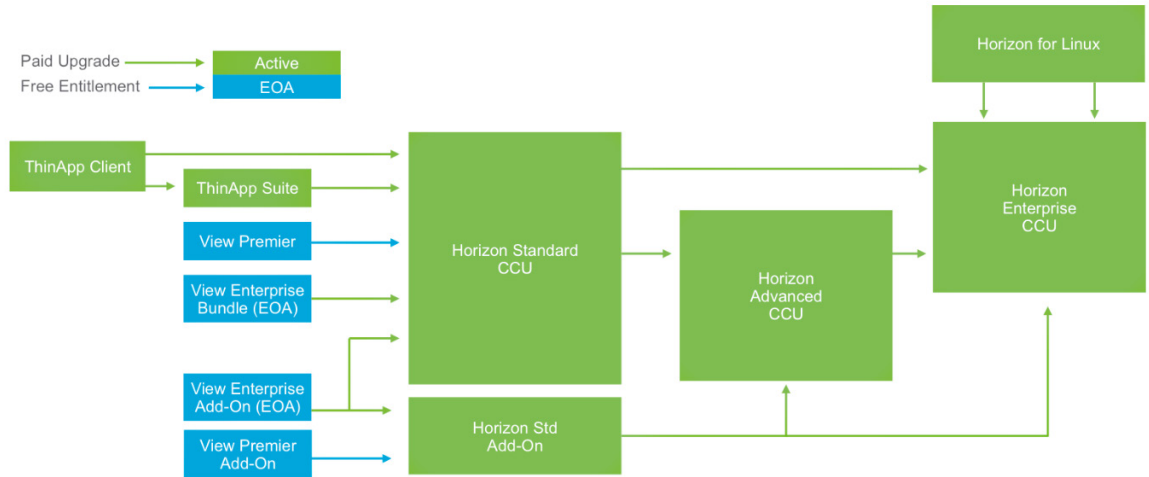 Paid Upgrade
Active
Free Entitlement
EOA
Horizon for Linux
ThinApp Client
ThinApp Suite
View Premier
View Enterprise
Bundle (EOA)
View Enterprise
Add-On (EOA)
View Premier
Add-On
Horizon Standard
CCU
Horizon Std
Add-On
Horizon
Advanced
CCU
Horizon
Enterprise
CCU